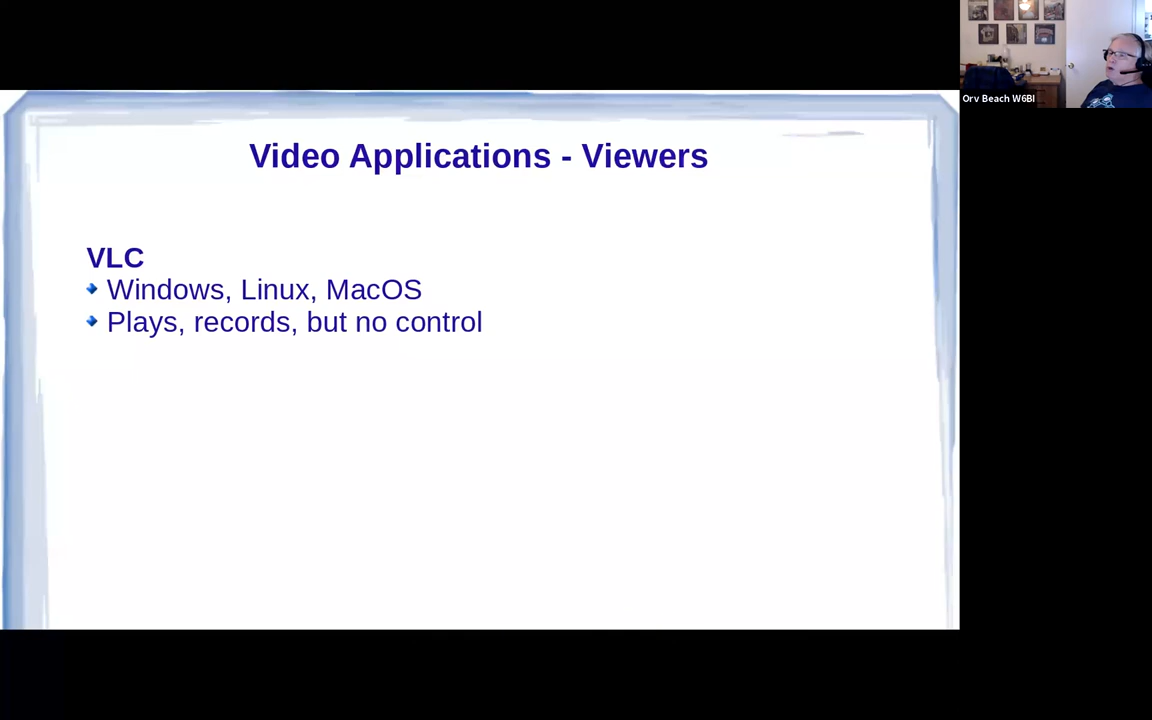 Orv Beach W6BI
Video Applications - Viewers
VLC
Windows, Linux, MacOS
Plays, records, but no control